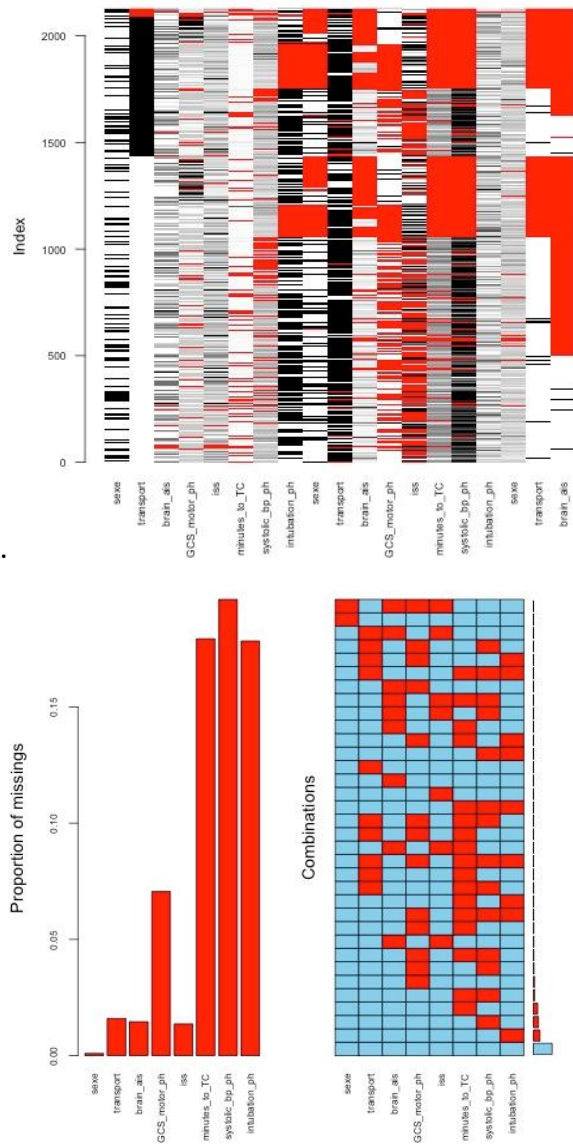 Index
0
500
1000
1500
2000
sexe
transport
brain_ais
GCS_motor_ph
iss
minutes_to_TC
systolic_bp_ph
intubation_ph
sexe
transport
brain_ais
GCS_motor_ph
iss
minutes_to_TC
systolic_bp_ph
intubation_ph
sexe
transport
brain_ais
.
Proportion of missings
0.00
0.05
0.10
0.15
sexe
transport
brain_ais
GCS_motor_ph
iss
minutes_to_TC
systolic_bp_ph
intubation_ph
Combinations
sexe
transport
brain_ais
GCS_motor_ph
iss
minutes_to_TC
systolic_bp_ph
intubation_ph